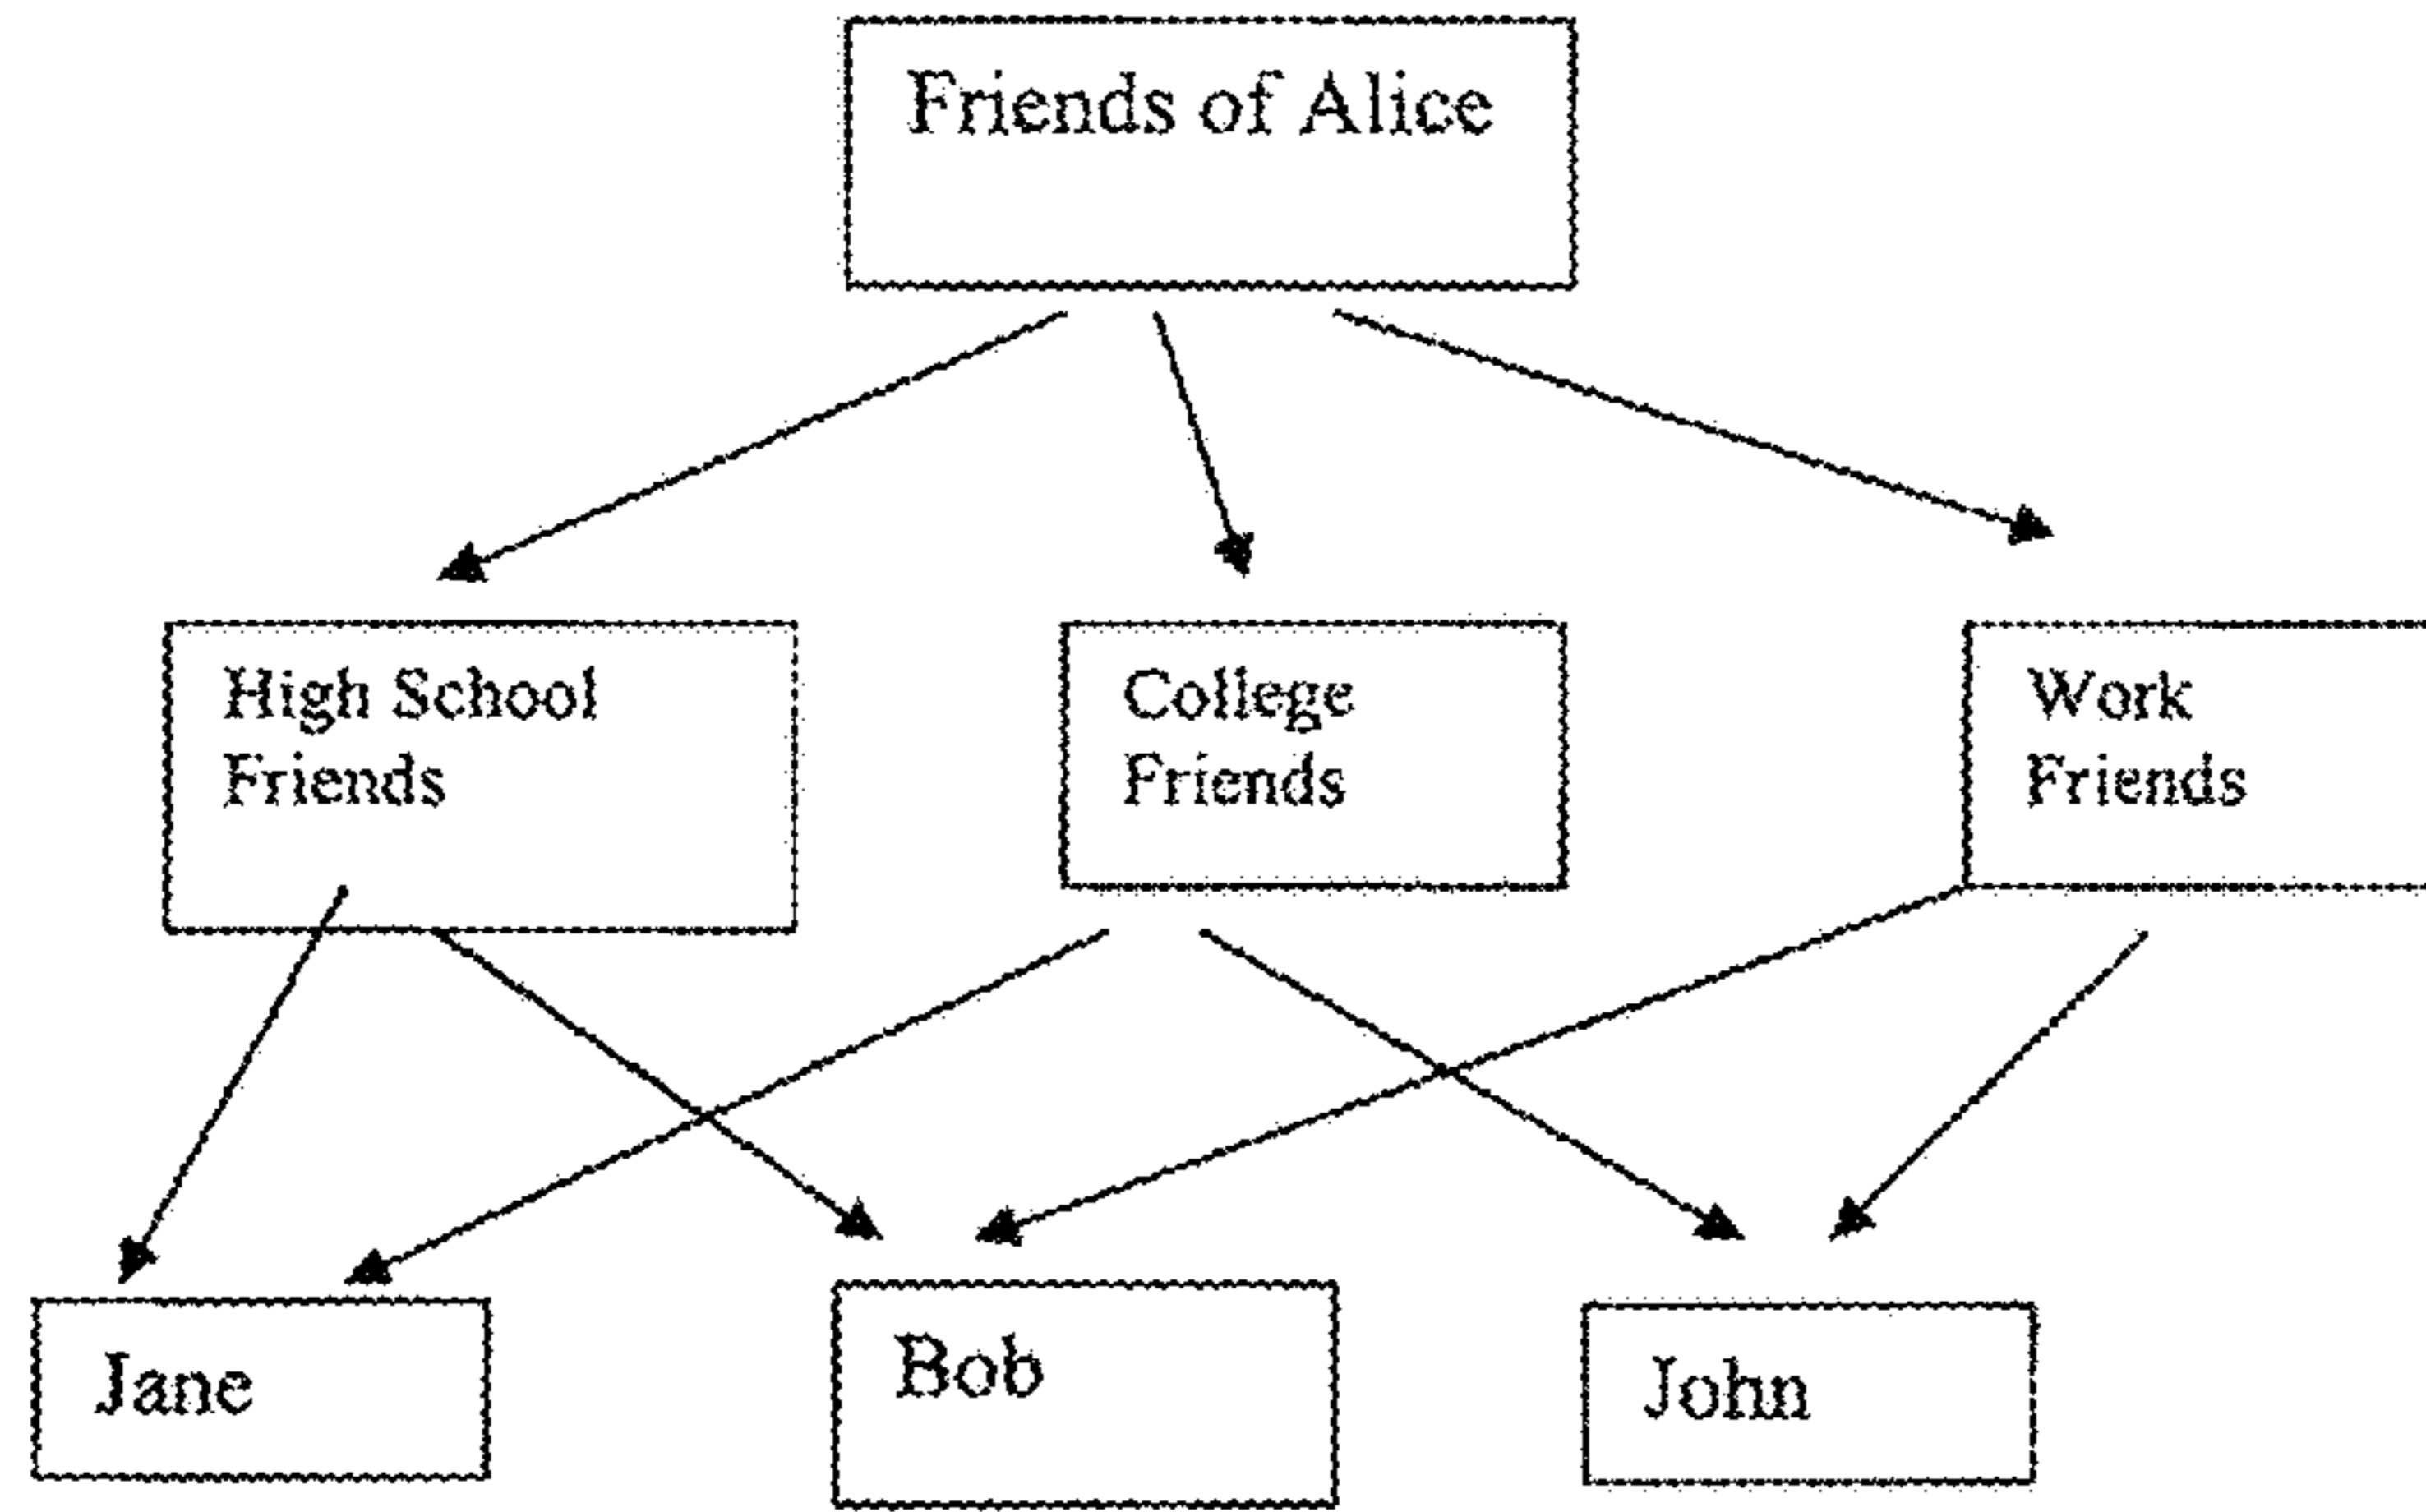 Friends of Alice
High School
Friends
College
Friends
Work
Friends
Jane
Bob
John